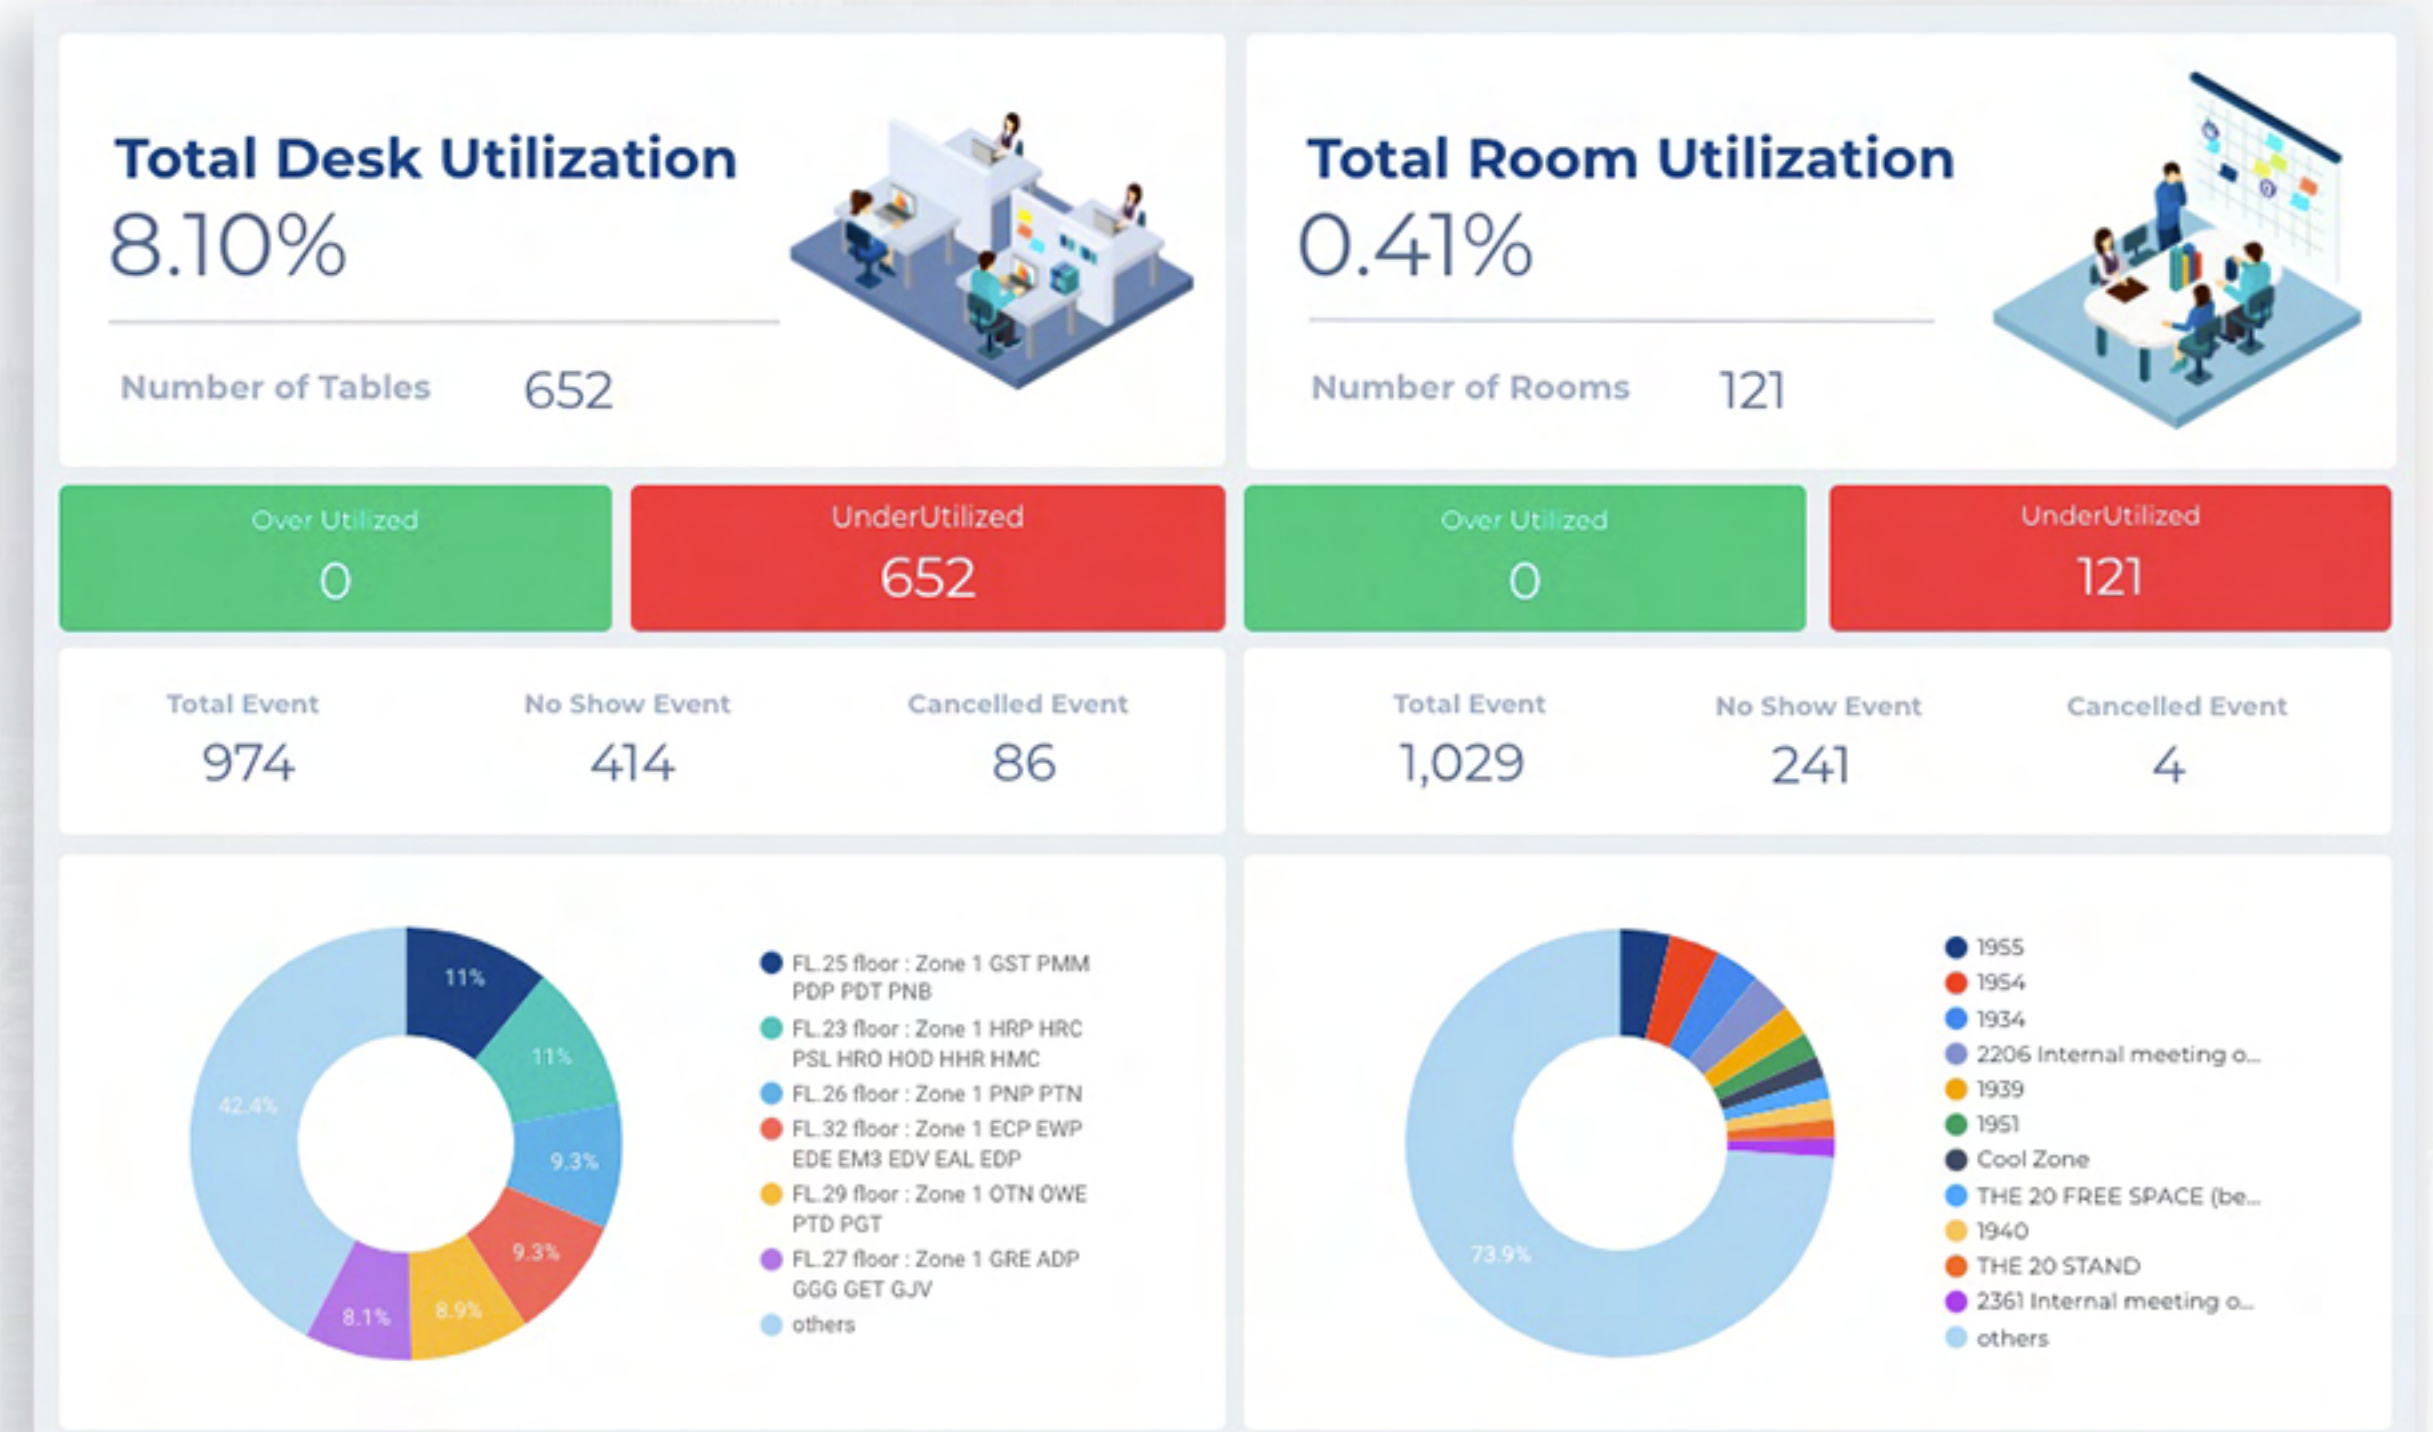 Total Desk Utilization
8.10%
Number of Tables 652
Total Room Utilization
0.41%
Number of Rooms 121
Over Utilized
0
UnderUtilized
652
Over Utilized
0
UnderUtilized
121
Total Event
974
No Show Event
414
Cancelled Event
86
Total Event
1,029
No Show Event
241
Cancelled Event
4
11%
11%
9.3%
9.3%
8.9%
8.1%
42.4%
FL.25 floor : Zone 1 GST PMM
PDP PDT PNB
FL.23 floor : Zone 1 HRP HRC
PSL HRO HOD HHR HMC
FL.26 floor : Zone 1 PNP PTN
FL.32 floor : Zone 1 ECP EWP
EDE EM3 EDV EAL EDP
FL.29 floor : Zone 1 OTN OWE
PTD PGT
FL.27 floor : Zone 1 GRE ADP
GGG GET GJV
others
73.9%
1955
1954
1934
2206 Internal meeting o...
1939
1951
Cool Zone
THE 20 FREE SPACE (be...
1940
THE 20 STAND
2361 Internal meeting o...
others